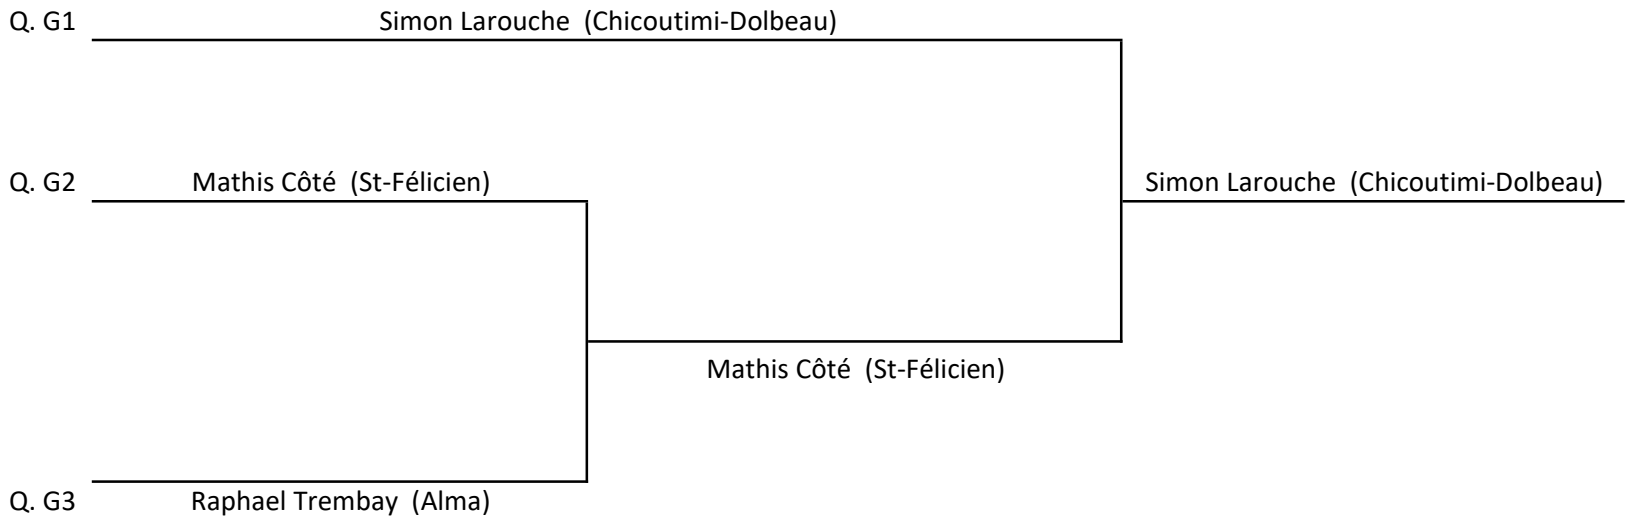 Q. G1 Simon Larouche (Chicoutimi-Dolbeau)
Q. G2 Mathis Côté (St-Félicien) Simon Larouche (Chicoutimi-Dolbeau)
Mathis Côté (St-Félicien)
Q. G3 Raphael Trembay (Alma)